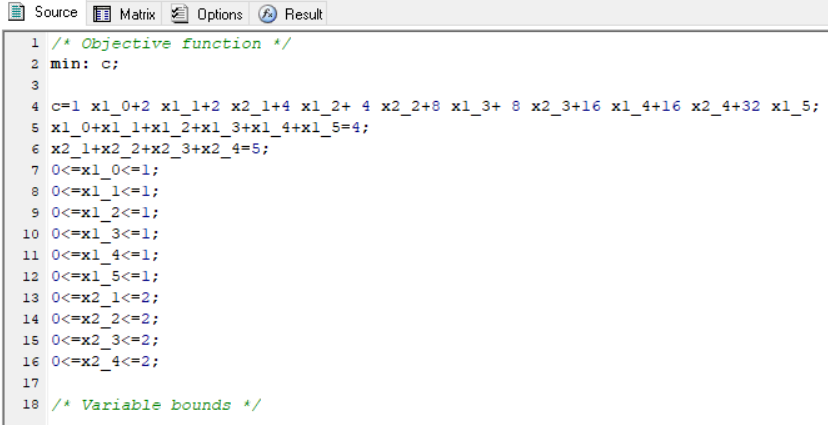 Source Matrix Options Result
1 /* Objective function */
2 min: c;
3
4 c=1 x1_0+2 x1_1+2 x2_1+4 x1_2+ 4 x2_2+8 x1_3+ 8 x2_3+16 x1_4+16 x2_4+32 x1_5;
5 x1_0+x1_1+x1_2+x1_3+x1_4+x1_5=4;
6 x2_1+x2_2+x2_3+x2_4=5;
7 0<=x1_0<=1;
8 0<=x1_1<=1;
9 0<=x1_2<=1;
10 0<=x1_3<=1;
11 0<=x1_4<=1;
12 0<=x1_5<=1;
13 0<=x2_1<=2;
14 0<=x2_2<=2;
15 0<=x2_3<=2;
16 0<=x2_4<=2;
17
18 /* Variable bounds */